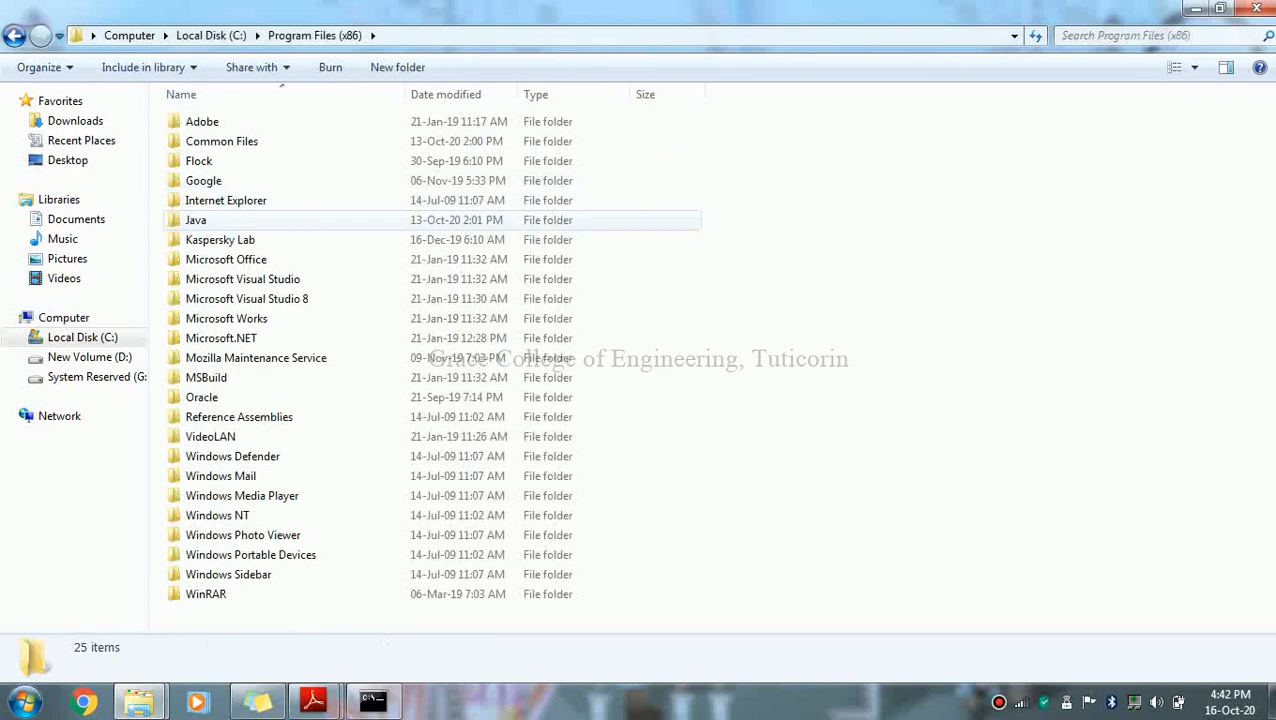 Computer Local Disk (C:) Program Files (x86) Search Program Files (x86)
Organize Include in library Share with Burn New folder
Name Date modified Type Size
Favorites
Downloads
Recent Places
Desktop
Libraries
Documents
Music
Pictures
Videos
Computer
Local Disk (C:)
New Volume (D:)
System Reserved (G:
Network
Adobe 21-Jan-19 11:17 AM File folder
Common Files 13-Oct-20 2:00 PM File folder
Flock 30-Sep-19 6:10 PM File folder
Google 06-Nov-19 5:33 PM File folder
Internet Explorer 14-Jul-09 11:07 AM File folder
Java 13-Oct-20 2:01 PM File folder
Kaspersky Lab 16-Dec-19 6:10 AM File folder
Microsoft Office 21-Jan-19 11:32 AM File folder
Microsoft Visual Studio 21-Jan-19 11:32 AM File folder
Microsoft Visual Studio 8 21-Jan-19 11:30 AM File folder
Microsoft Works 21-Jan-19 11:32 AM File folder
Microsoft.NET 21-Jan-19 12:28 PM File folder
Mozilla Maintenance Service 09-Nov-19 7:03 PM File folder
Grace College of Engineering, Tuticorin
MSBuild 21-Jan-19 11:32 AM File folder
Oracle 21-Sep-19 7:14 PM File folder
Reference Assemblies 14-Jul-09 11:02 AM File folder
VideoLAN 21-Jan-19 11:26 AM File folder
Windows Defender 14-Jul-09 11:07 AM File folder
Windows Mail 14-Jul-09 11:07 AM File folder
Windows Media Player 14-Jul-09 11:07 AM File folder
Windows NT 14-Jul-09 11:02 AM File folder
Windows Photo Viewer 14-Jul-09 11:07 AM File folder
Windows Portable Devices 14-Jul-09 11:02 AM File folder
Windows Sidebar 14-Jul-09 11:07 AM File folder
WinRAR 06-Mar-19 7:03 AM File folder
25 items
4:42 PM
16-Oct-20